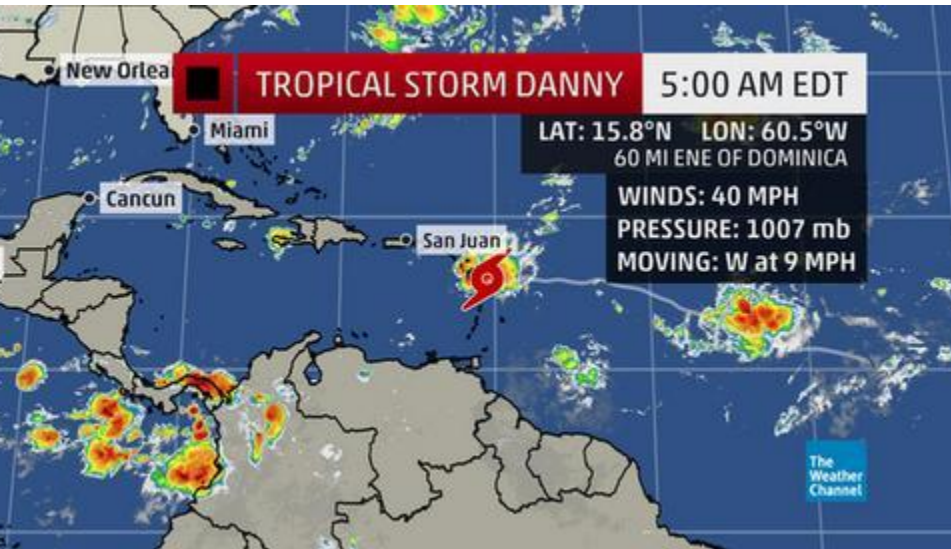 New Orlea
TROPICAL STORM DANNY
5:00 AM EDT
Miami
LAT: 15.8°N LON: 60.5°W
60 MI ENE OF DOMINICA
Cancun
WINDS: 40 MPH
PRESSURE: 1007 mb
MOVING: W at 9 MPH
San Juan
The
Weather
Channel